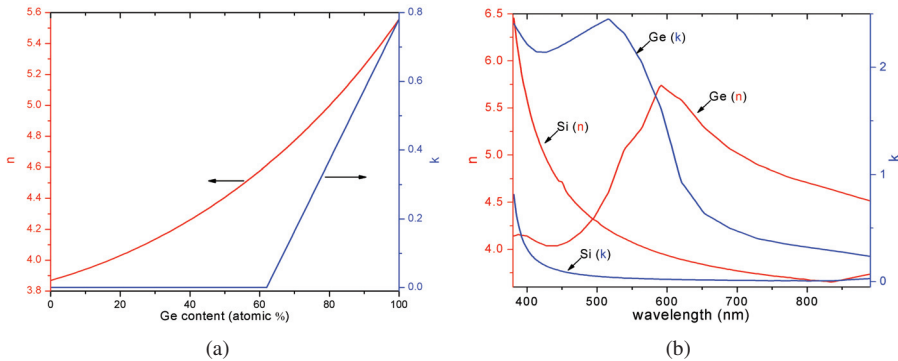 (a)
5.6
5.4
5.2
5.0
4.8
4.6
4.4
4.2
4.0
3.8
n
0.8
0.6
0.4
0.2
0.0
k
0 20 40 60 80 100
Ge content (atomic %)
(b)
6.5
6.0
5.5
5.0
4.5
4.0
n
2
1
0
k
Ge (k)
Ge (n)
Si (n)
Si (k)
400 500 600 700 800
wavelength (nm)
(a)
(b)